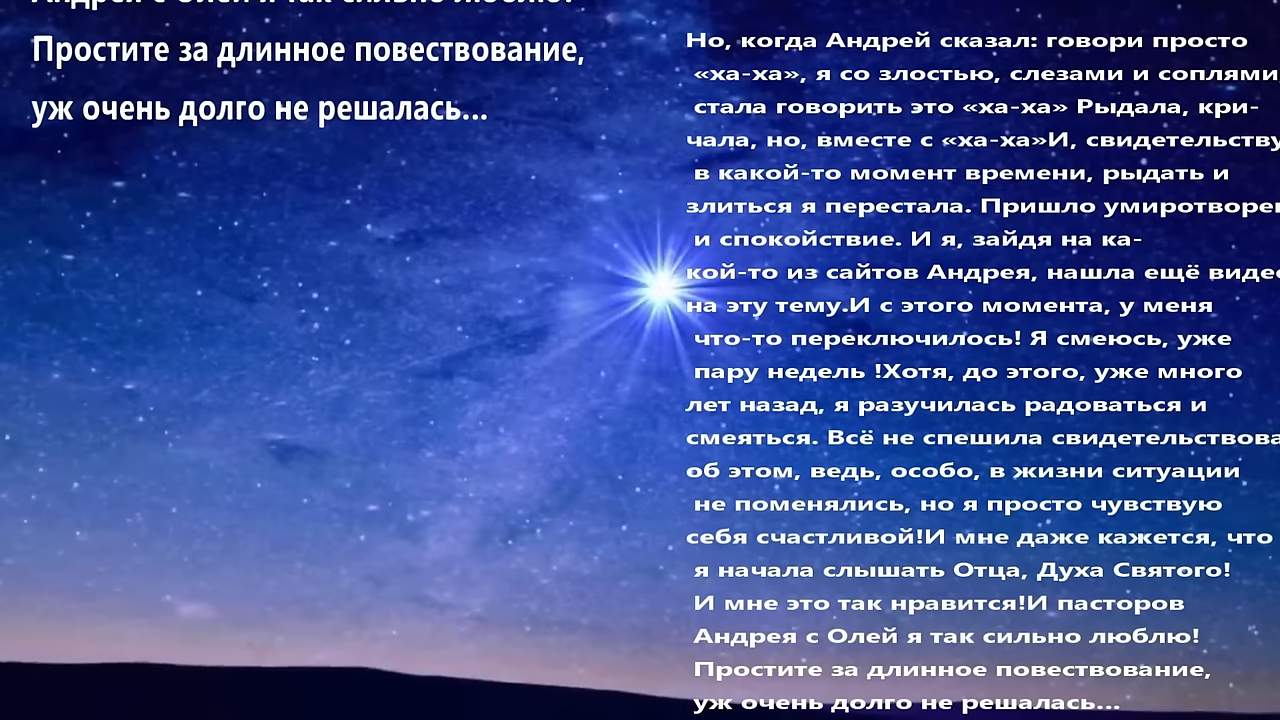 Андрея с Олей я так сильно люблю!
Простите за длинное повествование,
уж очень долго не решалась...
Но, когда Андрей сказал: говори просто
«ха-ха», я со злостью, слезами и соплями
стала говорить это «ха-ха» Рыдала, кри-
чала, но, вместе с «ха-ха»И, свидетельству
в какой-то момент времени, рыдать и
злиться я перестала. Пришло умиротворе
и спокойствие. И я, зайдя на ка-
кой-то из сайтов Андрея, нашла ещё виде
на эту тему.И с этого момента, у меня
что-то переключилось! Я смеюсь, уже
пару недель !Хотя, до этого, уже много
лет назад, я разучилась радоваться и
смеяться. Всё не спешила свидетельствова
об этом, ведь, особо, в жизни ситуации
не поменялись, но я просто чувствую
себя счастливой!И мне даже кажется, что
я начала слышать Отца, Духа Святого!
И мне это так нравится!И пасторов
Андрея с Олей я так сильно люблю!
Простите за длинное повествование,
уж очень долго не решалась...